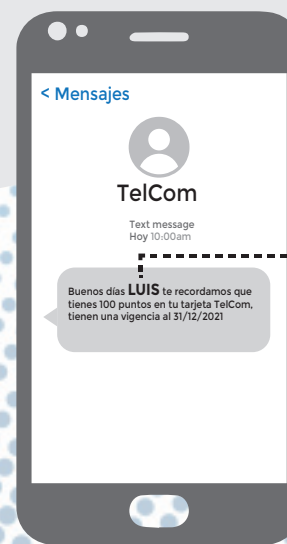 < Mensajes
TelCom
Text message
Hoy 10:00am
Buenos días LUIS te recordamos que
tienes 100 puntos en tu tarjeta TelCom,
tienen una vigencia al 31/12/2021